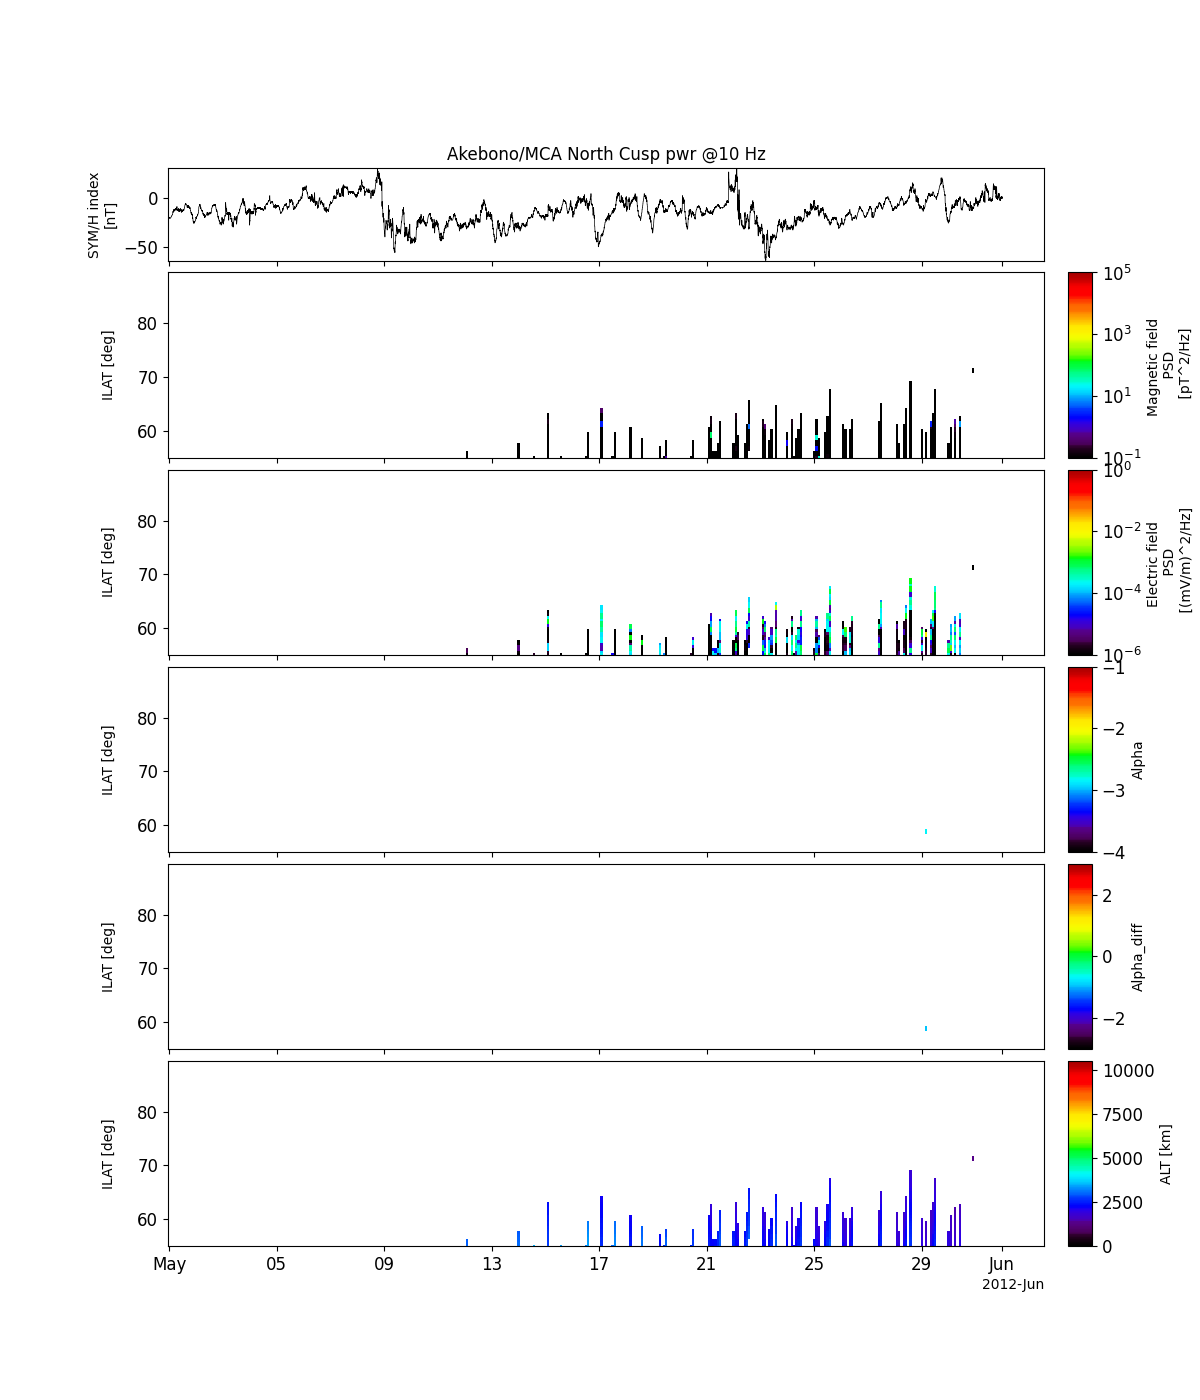 Akebono/MCA North Cusp pwr @10 Hz
SYM/H index
[nT]
0
−50
ILAT [deg]
80
70
60
10^5
10^3
10^1
10^-1
Magnetic field
PSD
[pT^2/Hz]
ILAT [deg]
80
70
60
10^0
10^-2
10^-4
10^-6
Electric field
PSD
[(mV/m)^2/Hz]
ILAT [deg]
80
70
60
−1
−2
−3
−4
Alpha
ILAT [deg]
80
70
60
2
0
−2
Alpha_diff
ILAT [deg]
80
70
60
10000
7500
5000
2500
0
ALT [km]
May 05 09 13 17 21 25 29 Jun
2012-Jun